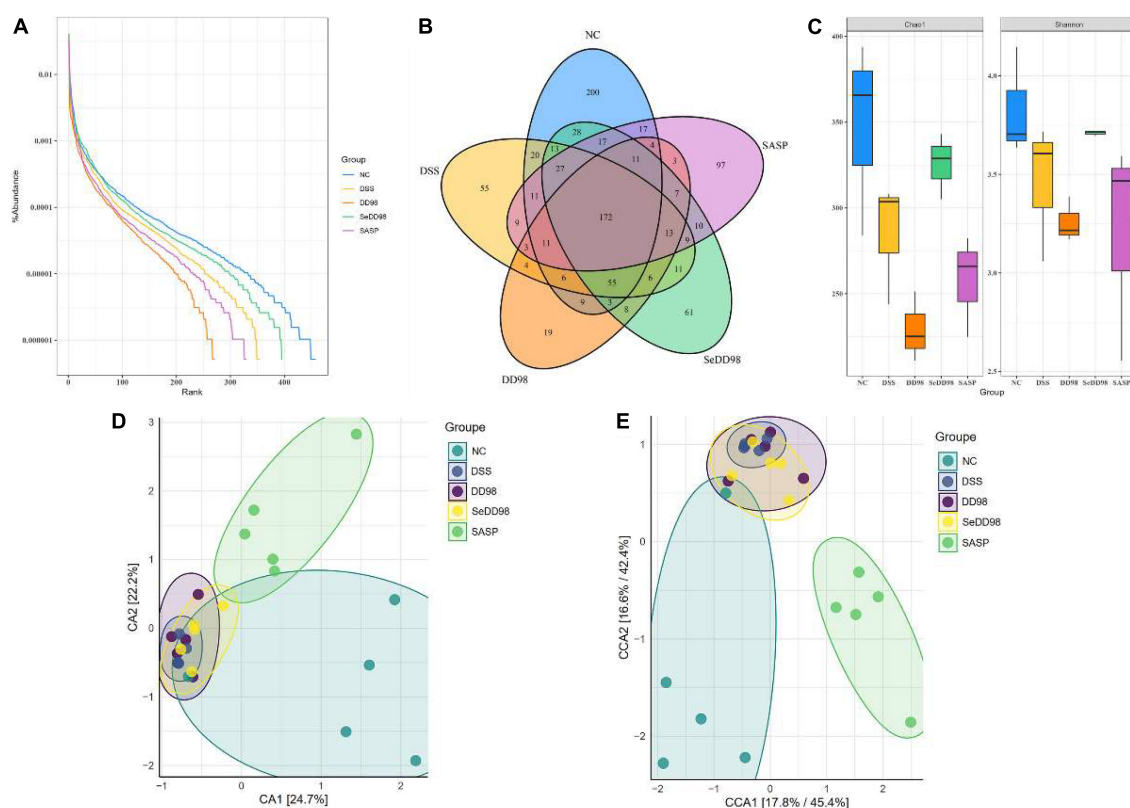 A
0.01
0.001
0.0001
0.00001
0.000001
%Abundance
0
100
200
300
400
Rank
Group
NC
DSS
DD98
SeDD98
SASP
B
NC
200
SASP
97
DSS
55
DD98
19
SeDD98
61
28
17
17
4
3
20
13
27
11
7
11
9
172
10
13
9
3
11
4
6
55
6
11
9
3
8
C
Chao1
Shannon
400
350
300
250
4.0
3.5
3.0
2.5
NC
DSS
DD98
SeDD98
SASP
NC
DSS
DD98
SeDD98
SASP
Group
D
3
2
1
0
−1
−2
CA2 [22.2%]
−1
0
1
2
CA1 [24.7%]
Groupe
NC
DSS
DD98
SeDD98
SASP
E
1
0
−1
−2
CCA2 [16.6% / 42.4%]
−2
−1
0
1
2
CCA1 [17.8% / 45.4%]
Groupe
NC
DSS
DD98
SeDD98
SASP